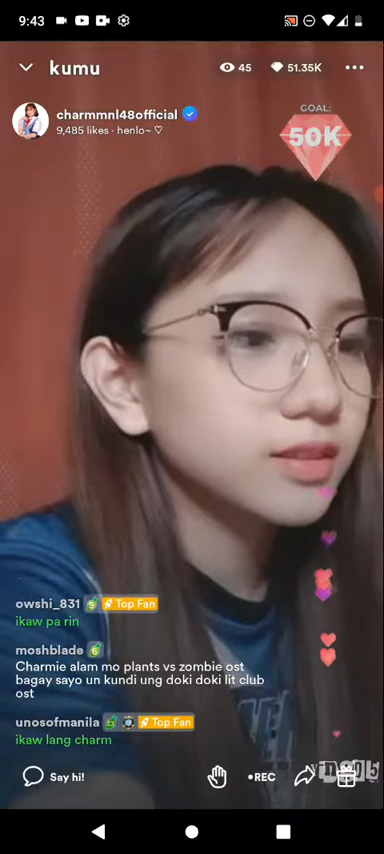 9:43
kumu
45
51.35K
charmmnl48official
9,485 likes · henlo~ ♡
GOAL:
50K
owshi_831 9 Top Fan
ikaw pa rin
moshblade 6
Charmie alam mo plants vs zombie ost
bagay sayo un kundi ung doki doki lit club
ost
unosofmanila Top Fan
ikaw lang charm
Say hi!
•REC